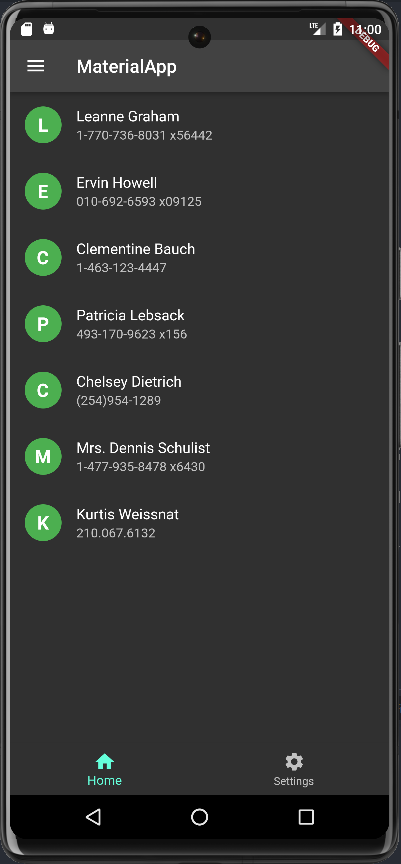 LTE
11:00
DEBUG
MaterialApp
L
Leanne Graham
1-770-736-8031 x56442
E
Ervin Howell
010-692-6593 x09125
C
Clementine Bauch
1-463-123-4447
P
Patricia Lebsack
493-170-9623 x156
C
Chelsey Dietrich
(254)954-1289
M
Mrs. Dennis Schulist
1-477-935-8478 x6430
K
Kurtis Weissnat
210.067.6132
Home
Settings